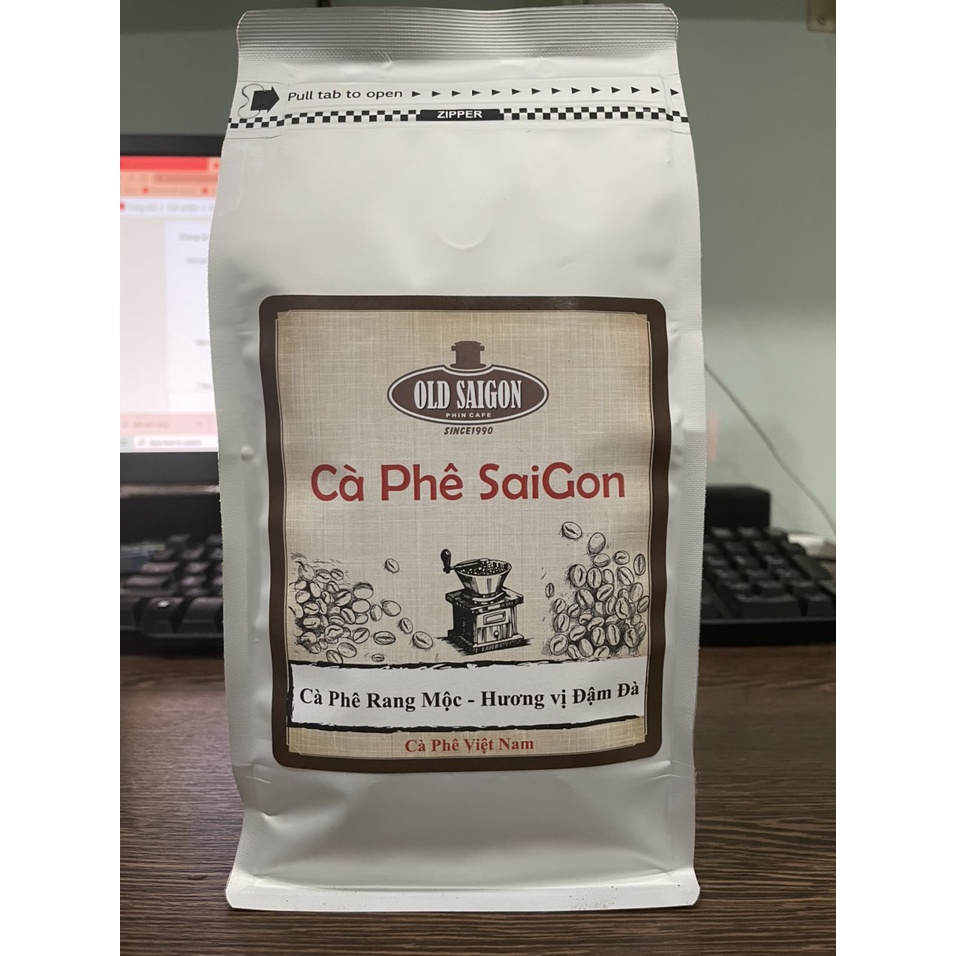 Pull tab to open
ZIPPER
OLD SAIGON
PHIN CAFE
SINCE1990
Cà Phê SaiGon
Cà Phê Rang Mộc - Hương vị Đậm Đà
Cà Phê Việt Nam